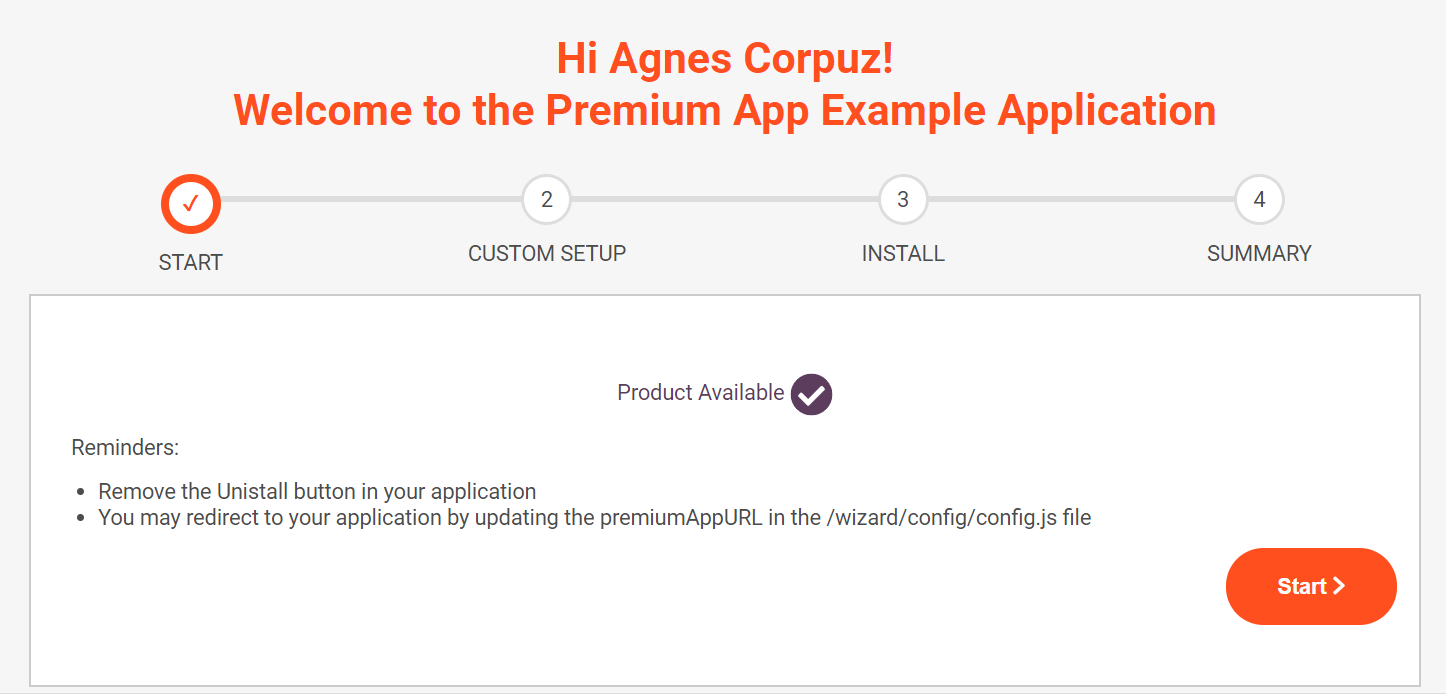 Hi Agnes Corpuz!
Welcome to the Premium App Example Application
2
3
4
START
CUSTOM SETUP
INSTALL
SUMMARY
Product Available
Reminders:
Remove the Unistall button in your application
You may redirect to your application by updating the premiumAppURL in the /wizard/config/config.js file
Start